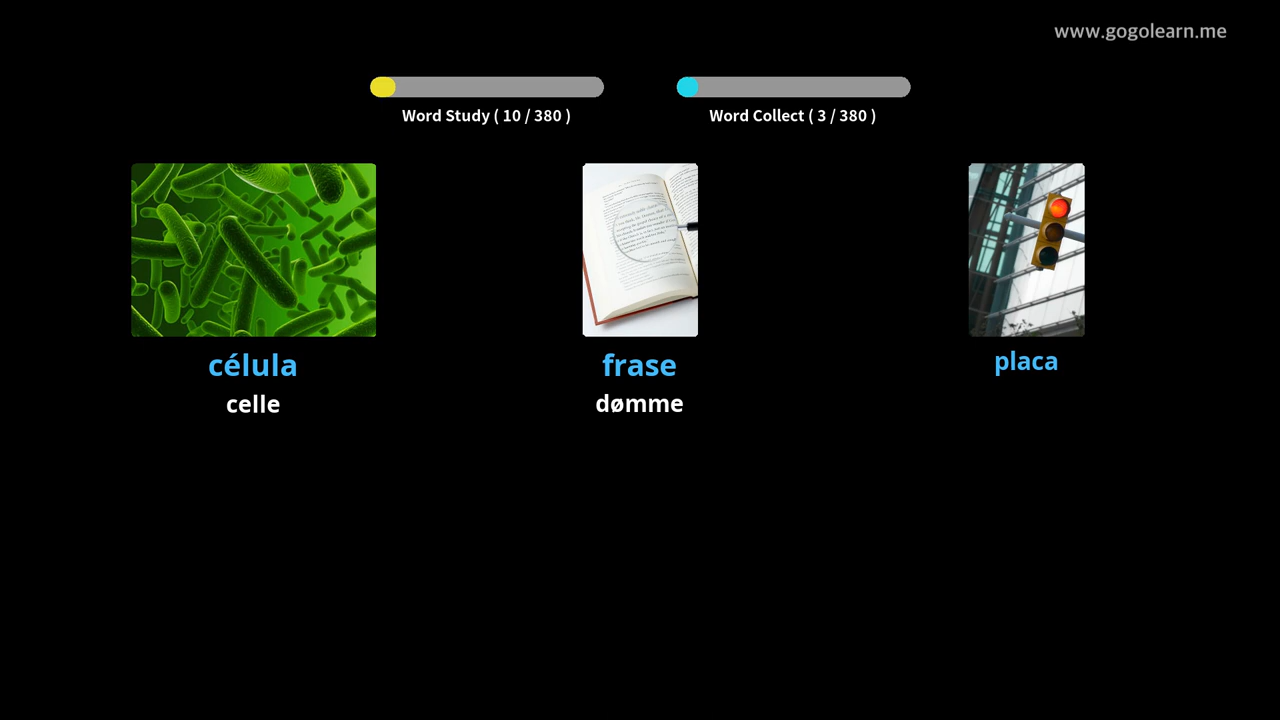 www.gogolearn.me
Word Study ( 10 / 380 )
Word Collect ( 3 / 380 )
célula
celle
frase
dømme
placa